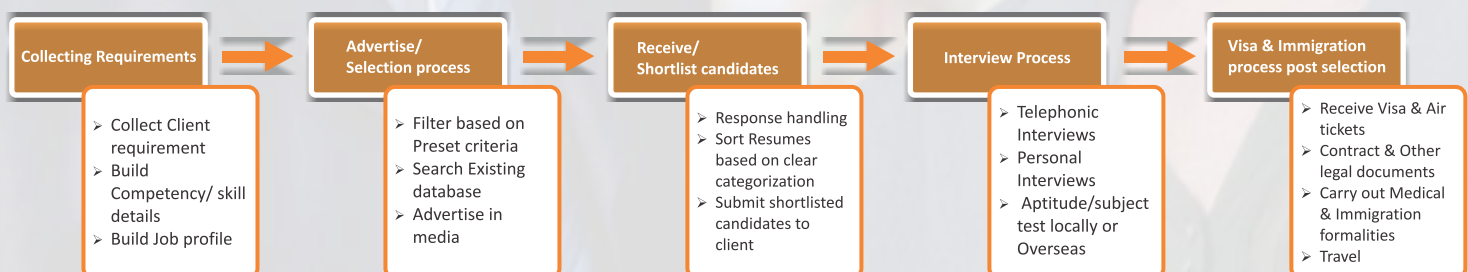 Collecting Requirements
➢ Collect Client
requirement
➢ Build
Competency/ skill
details
➢ Build Job profile
Advertise/
Selection process
➢ Filter based on
Preset criteria
➢ Search Existing
database
➢ Advertise in
media
Receive/
Shortlist candidates
➢ Response handling
➢ Sort Resumes
based on clear
categorization
➢ Submit shortlisted
candidates to
client
Interview Process
➢ Telephonic
Interviews
➢ Personal
Interviews
➢ Aptitude/subject
test locally or
Overseas
Visa & Immigration
process post selection
➢ Receive Visa & Air
tickets
➢ Contract & Other
legal documents
➢ Carry out Medical
& Immigration
formalities
➢ Travel